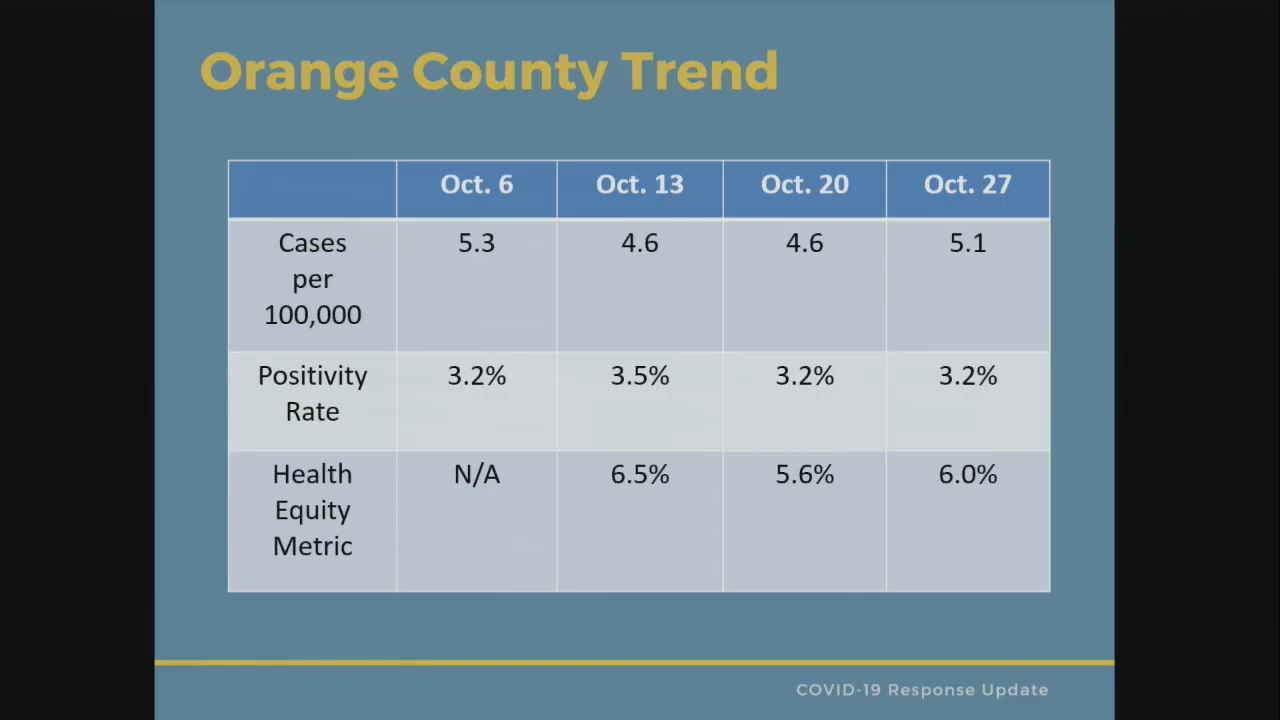 Orange County Trend
Oct. 6 Oct. 13 Oct. 20 Oct. 27
Cases 5.3 4.6 4.6 5.1
per
100,000
Positivity 3.2% 3.5% 3.2% 3.2%
Rate
Health N/A 6.5% 5.6% 6.0%
Equity
Metric
COVID-19 Response Update